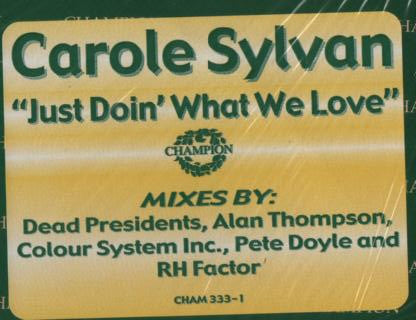 Carole Sylvan
"Just Doin' What We Love"
CHAMPION
MIXES BY:
Dead Presidents, Alan Thompson,
Colour System Inc., Pete Doyle and
RH Factor
CHAM 333-1